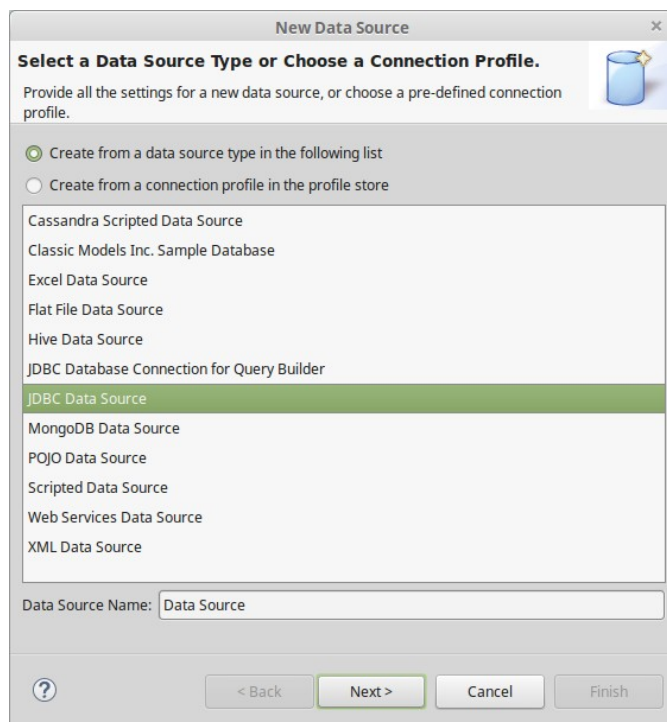 New Data Source
×
Select a Data Source Type or Choose a Connection Profile.
Provide all the settings for a new data source, or choose a pre-defined connection
profile.
Create from a data source type in the following list
Create from a connection profile in the profile store
Cassandra Scripted Data Source
Classic Models Inc. Sample Database
Excel Data Source
Flat File Data Source
Hive Data Source
JDBC Database Connection for Query Builder
JDBC Data Source
MongoDB Data Source
POJO Data Source
Scripted Data Source
Web Services Data Source
XML Data Source
Data Source Name: Data Source
? < Back Next > Cancel Finish